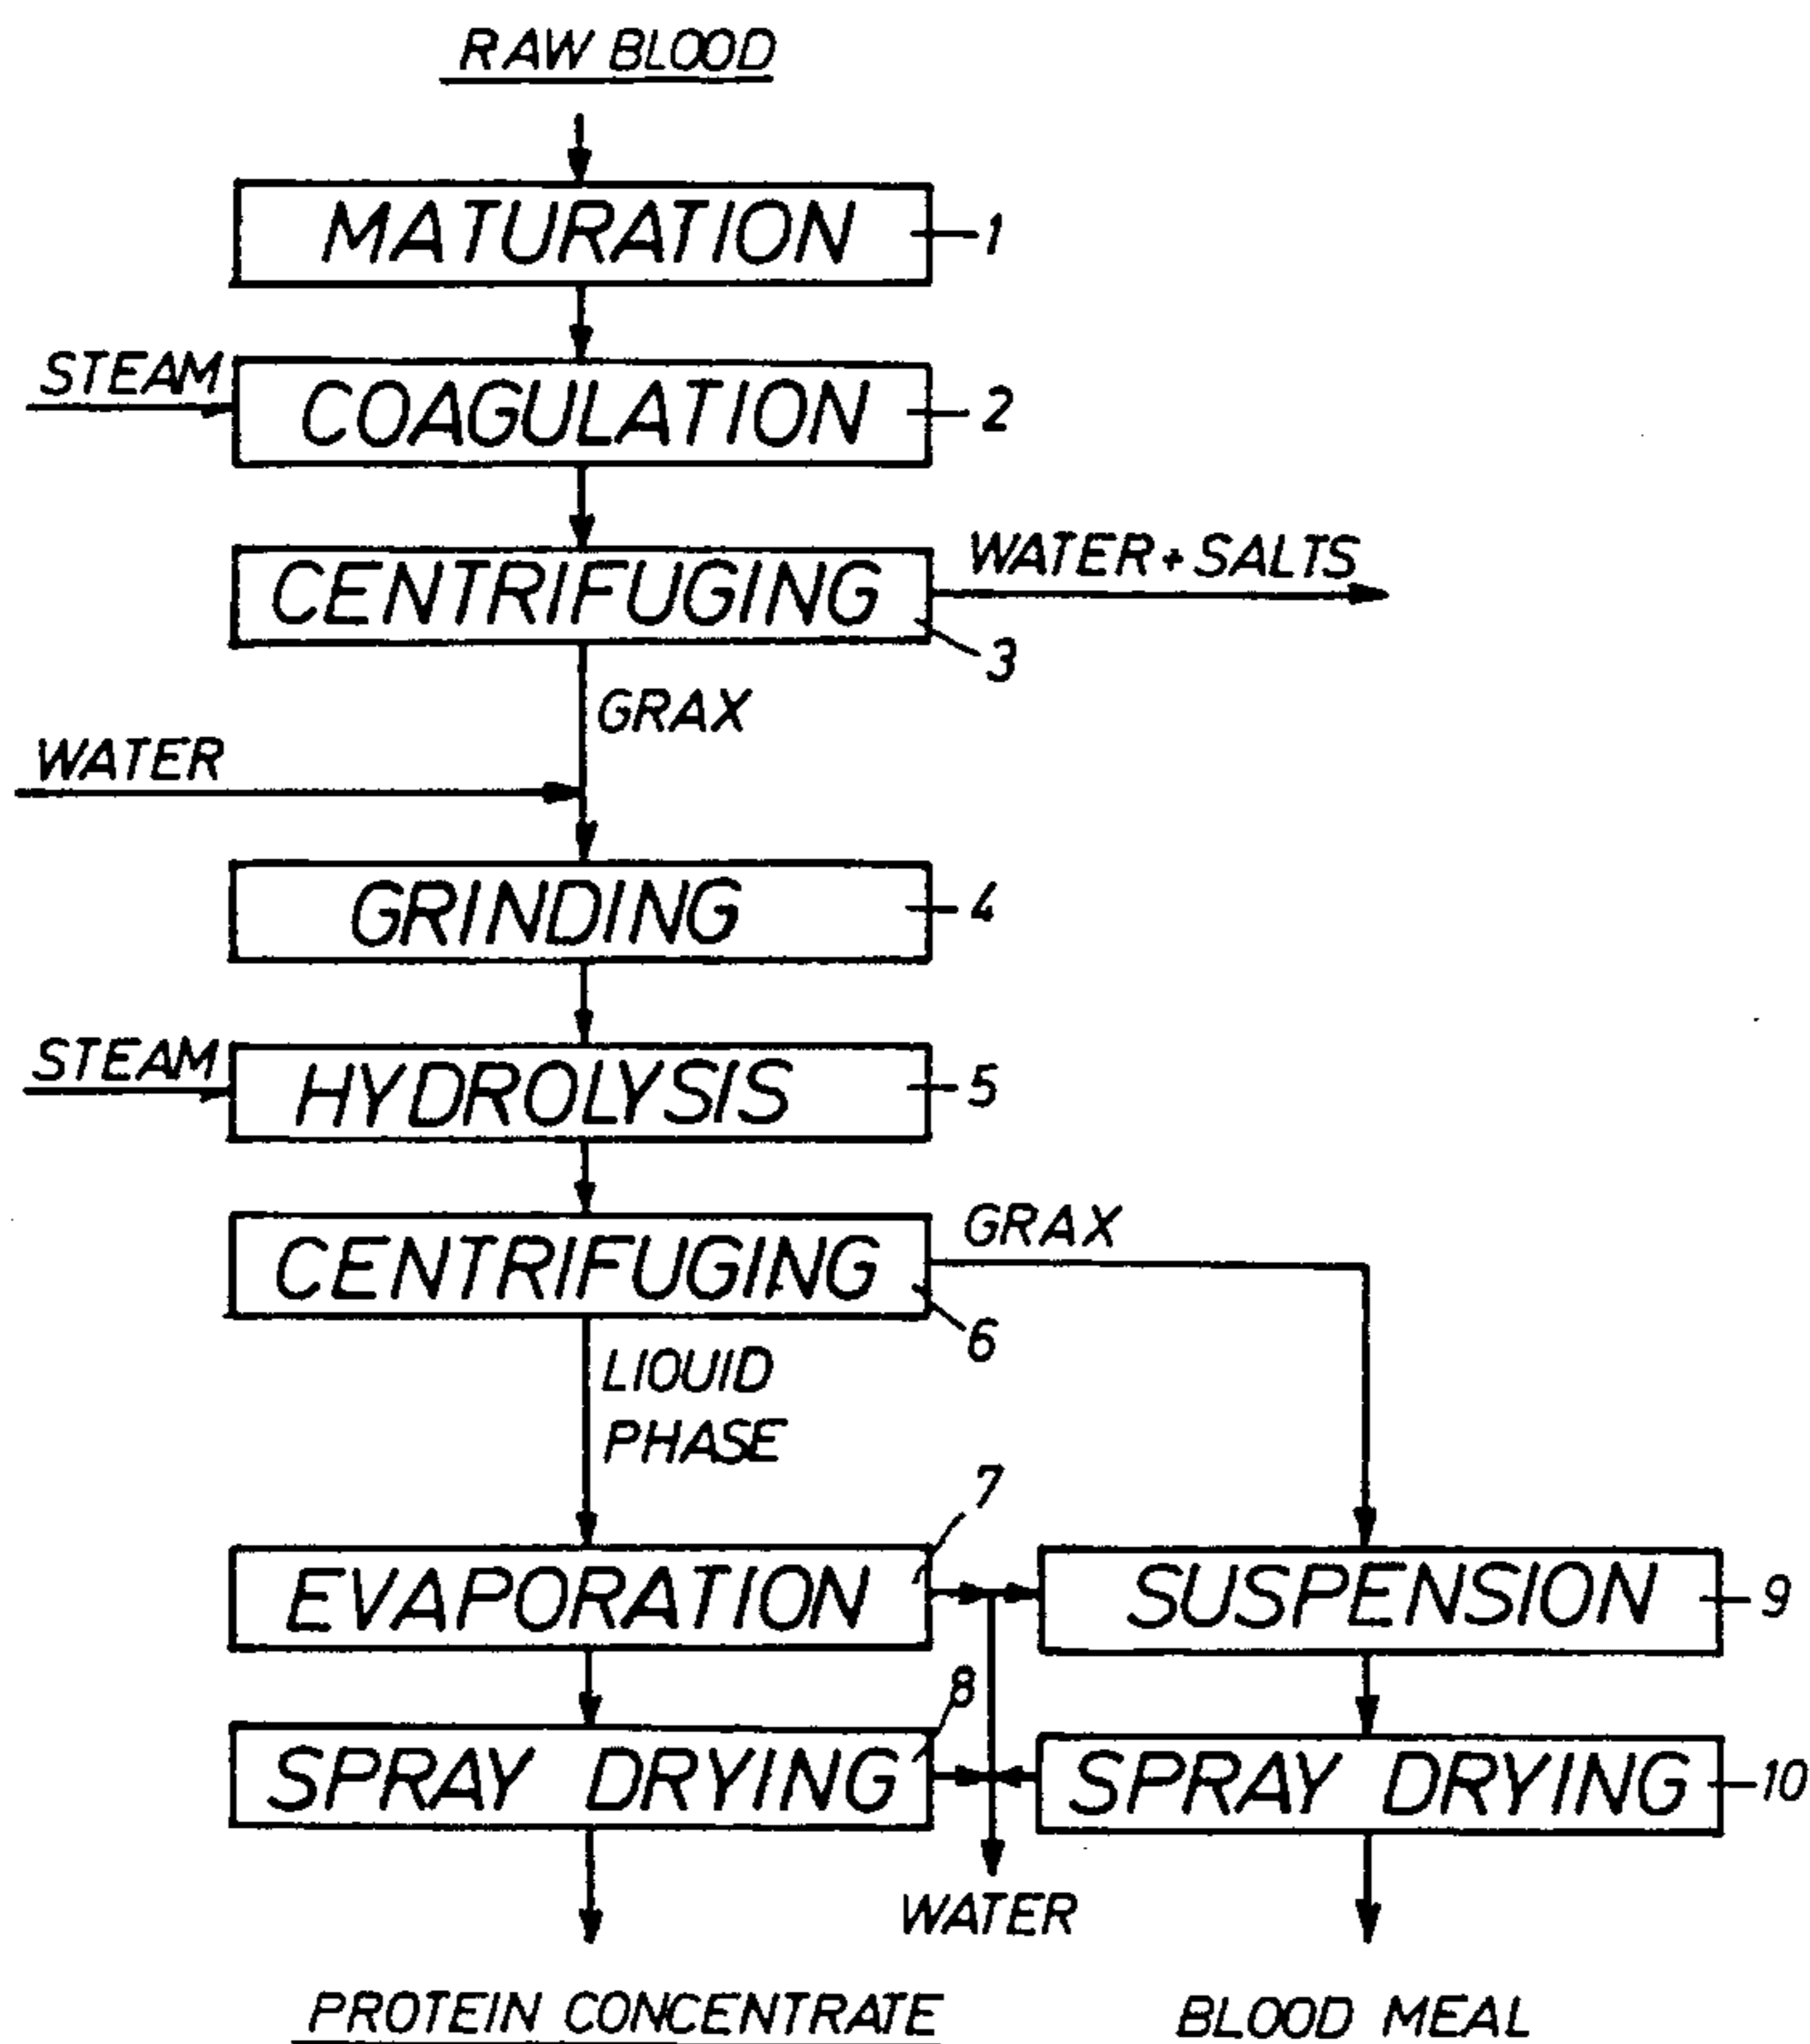 RAW BLOOD
MATURATION
1
STEAM
COAGULATION
2
CENTRIFUGING
WATER + SALTS
3
GRAX
WATER
GRINDING
4
STEAM
HYDROLYSIS
5
CENTRIFUGING
GRAX
6
LIQUID
PHASE
7
EVAPORATION
SUSPENSION
9
8
SPRAY DRYING
SPRAY DRYING
10
WATER
PROTEIN CONCENTRATE
BLOOD MEAL